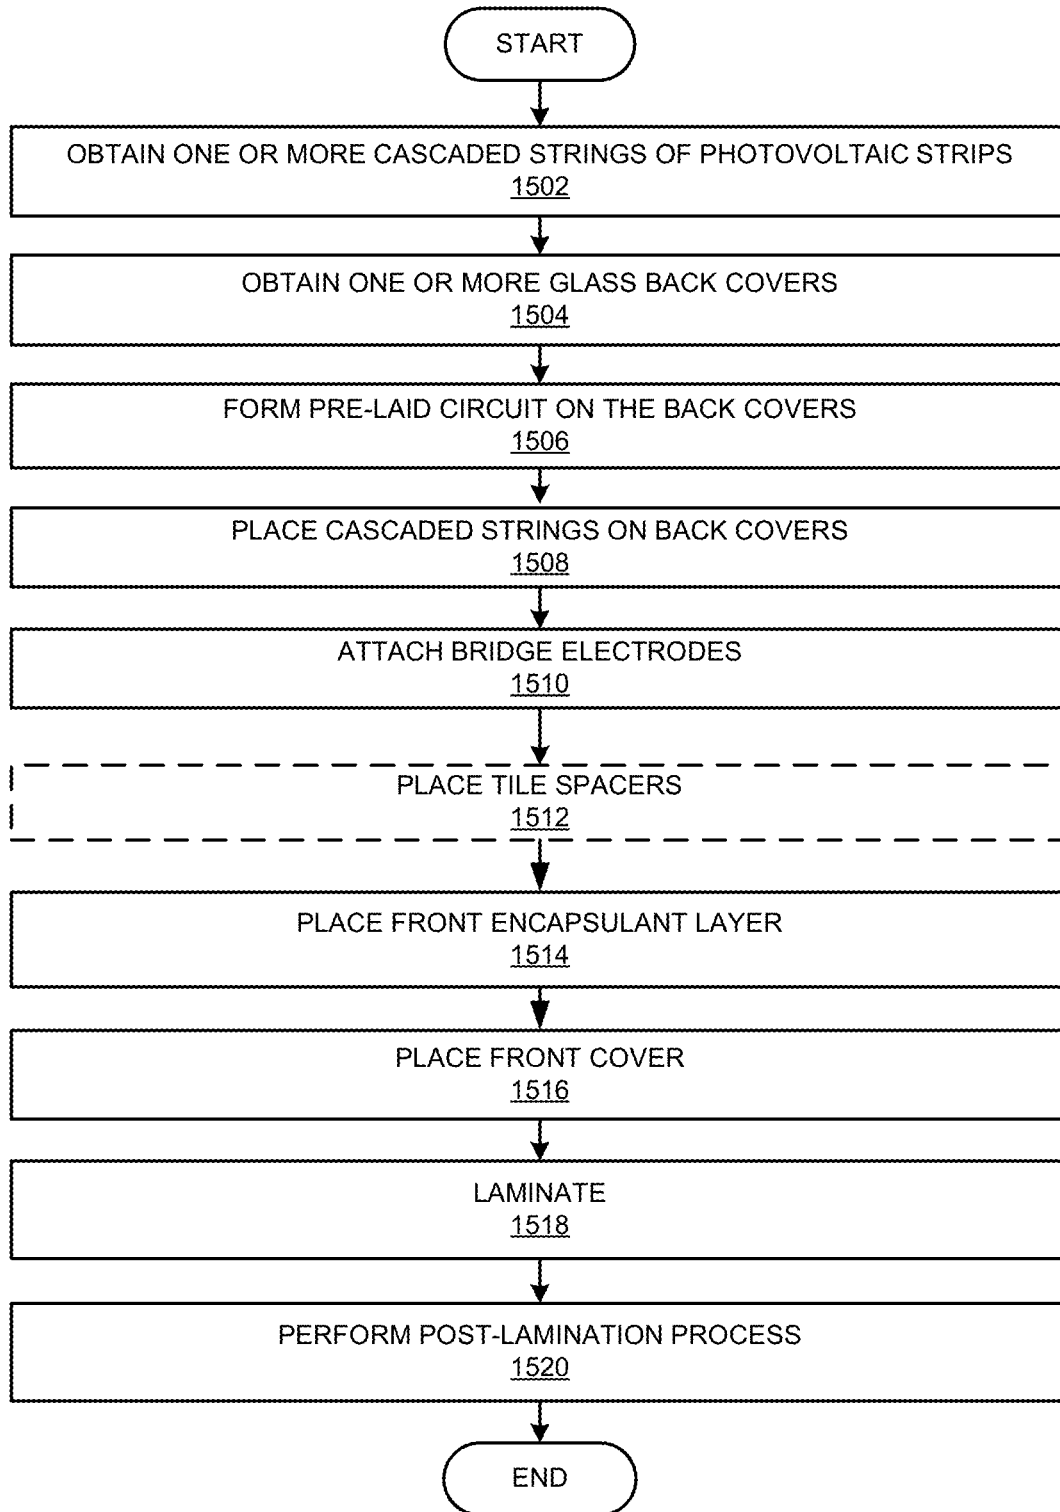 START
OBTAIN ONE OR MORE CASCADED STRINGS OF PHOTOVOLTAIC STRIPS
1502
OBTAIN ONE OR MORE GLASS BACK COVERS
1504
FORM PRE-LAID CIRCUIT ON THE BACK COVERS
1506
PLACE CASCADED STRINGS ON BACK COVERS
1508
ATTACH BRIDGE ELECTRODES
1510
PLACE TILE SPACERS
1512
PLACE FRONT ENCAPSULANT LAYER
1514
PLACE FRONT COVER
1516
LAMINATE
1518
PERFORM POST-LAMINATION PROCESS
1520
END